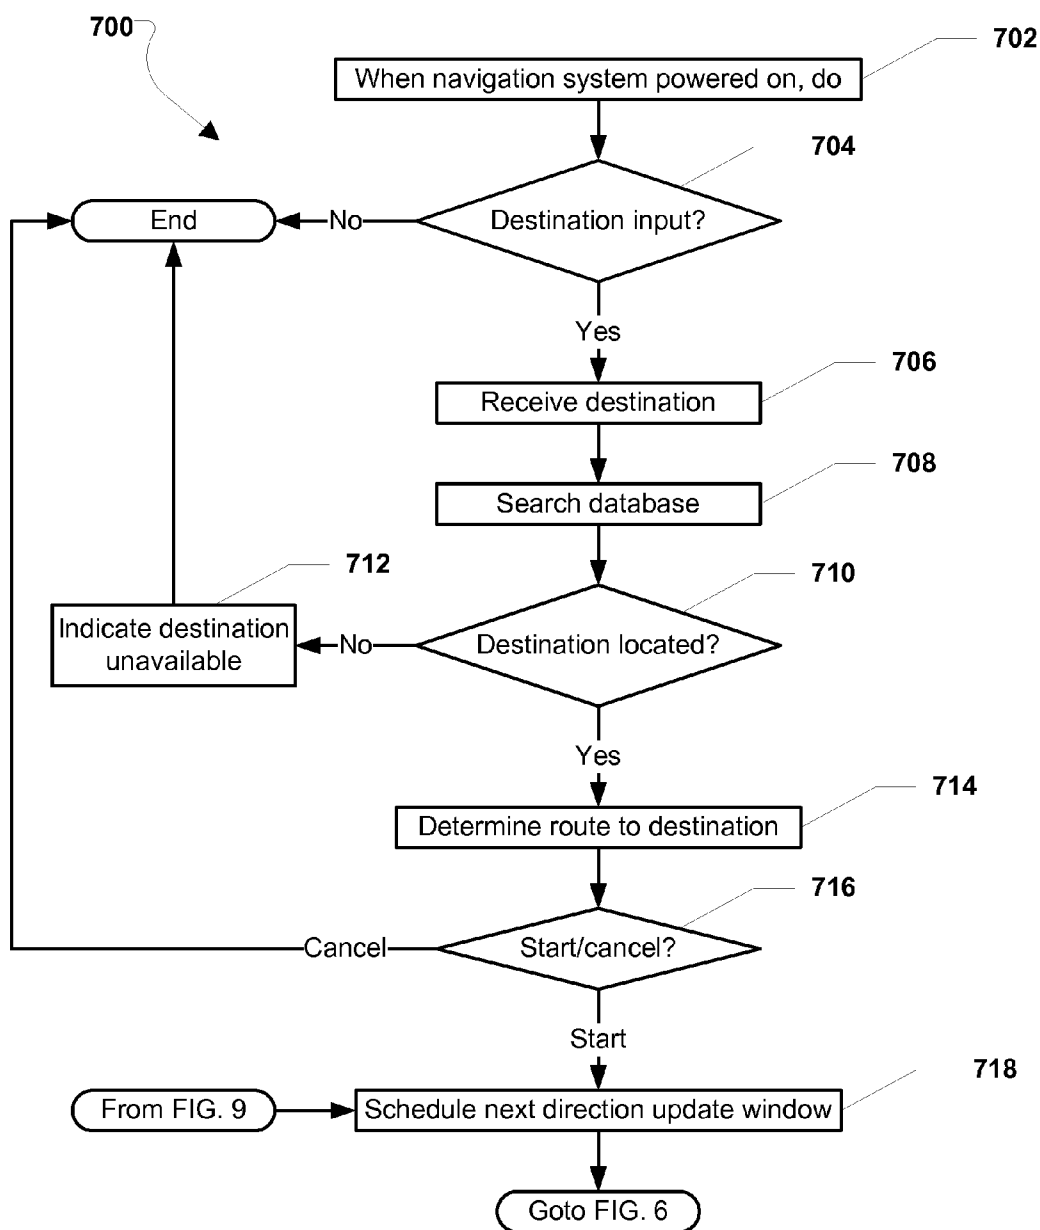 700
702
When navigation system powered on, do
704
Destination input?
No
End
Yes
706
Receive destination
708
Search database
710
Destination located?
No
712
Indicate destination
unavailable
Yes
714
Determine route to destination
716
Start/cancel?
Cancel
Start
718
From FIG. 9
Schedule next direction update window
Goto FIG. 6